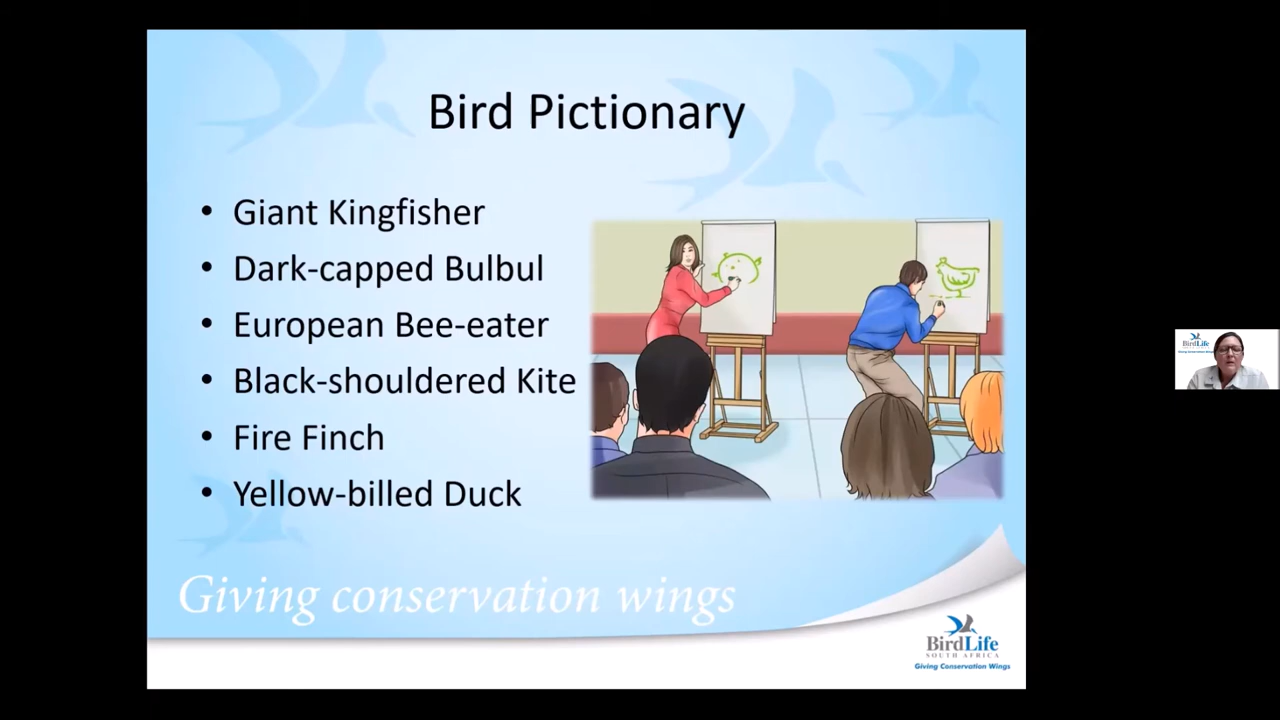 Bird Pictionary
• Giant Kingfisher
• Dark-capped Bulbul
• European Bee-eater
• Black-shouldered Kite
• Fire Finch
• Yellow-billed Duck
Giving conservation wings
BirdLife
SOUTH AFRICA
Giving Conservation Wings
BirdLife